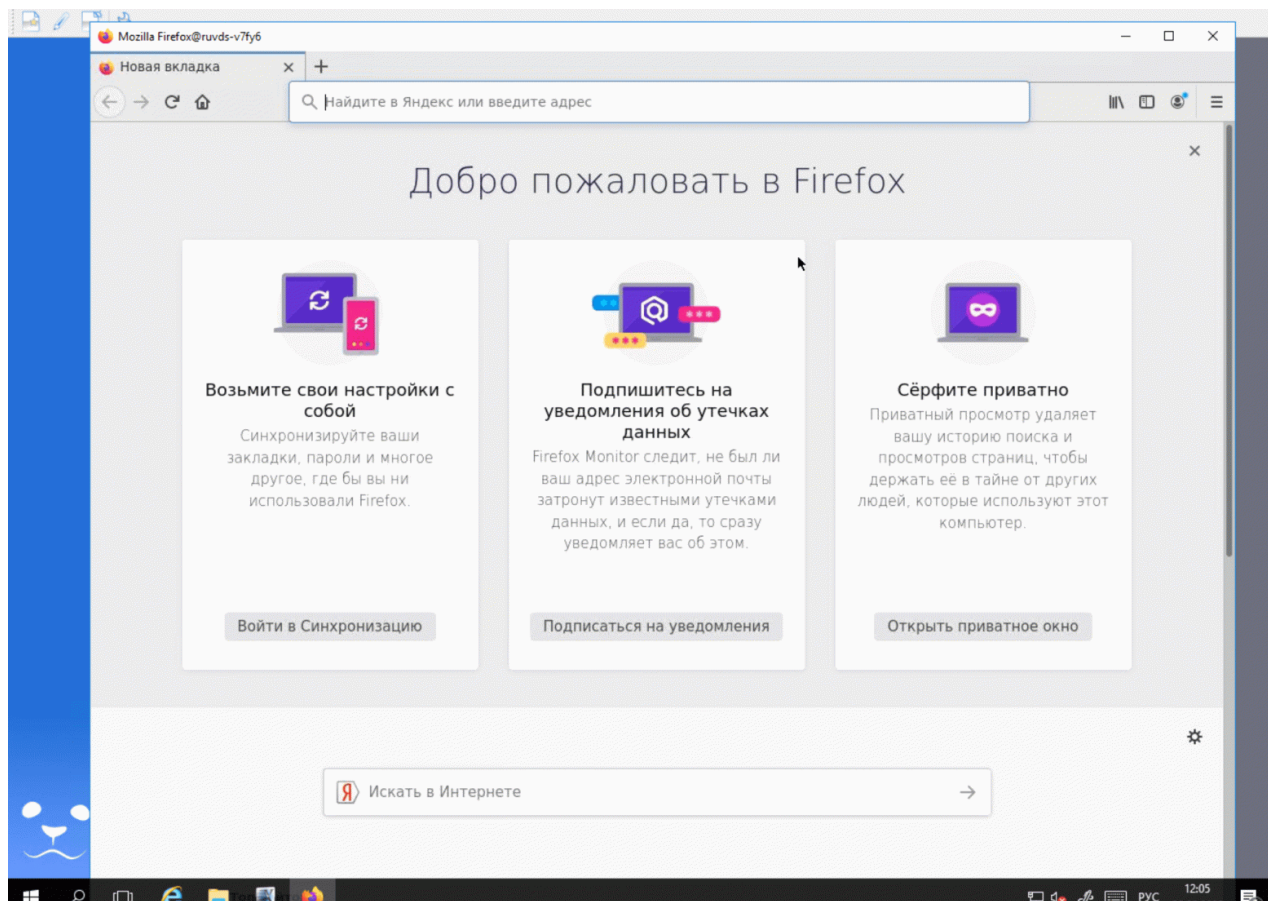 Mozilla Firefox@ruvds-v7fy6
Новая вкладка
Найдите в Яндекс или введите адрес
Добро пожаловать в Firefox
Возьмите свои настройки с
собой
Синхронизируйте ваши
закладки, пароли и многое
другое, где бы вы ни
использовали Firefox.
Войти в Синхронизацию
Подпишитесь на
уведомления об утечках
данных
Firefox Monitor следит, не был ли
ваш адрес электронной почты
затронут известными утечками
данных, и если да, то сразу
уведомляет вас об этом.
Подписаться на уведомления
Сёрфите приватно
Приватный просмотр удаляет
вашу историю поиска и
просмотров страниц, чтобы
держать её в тайне от других
людей, которые используют этот
компьютер.
Открыть приватное окно
Я Искать в Интернете
РУС
12:05